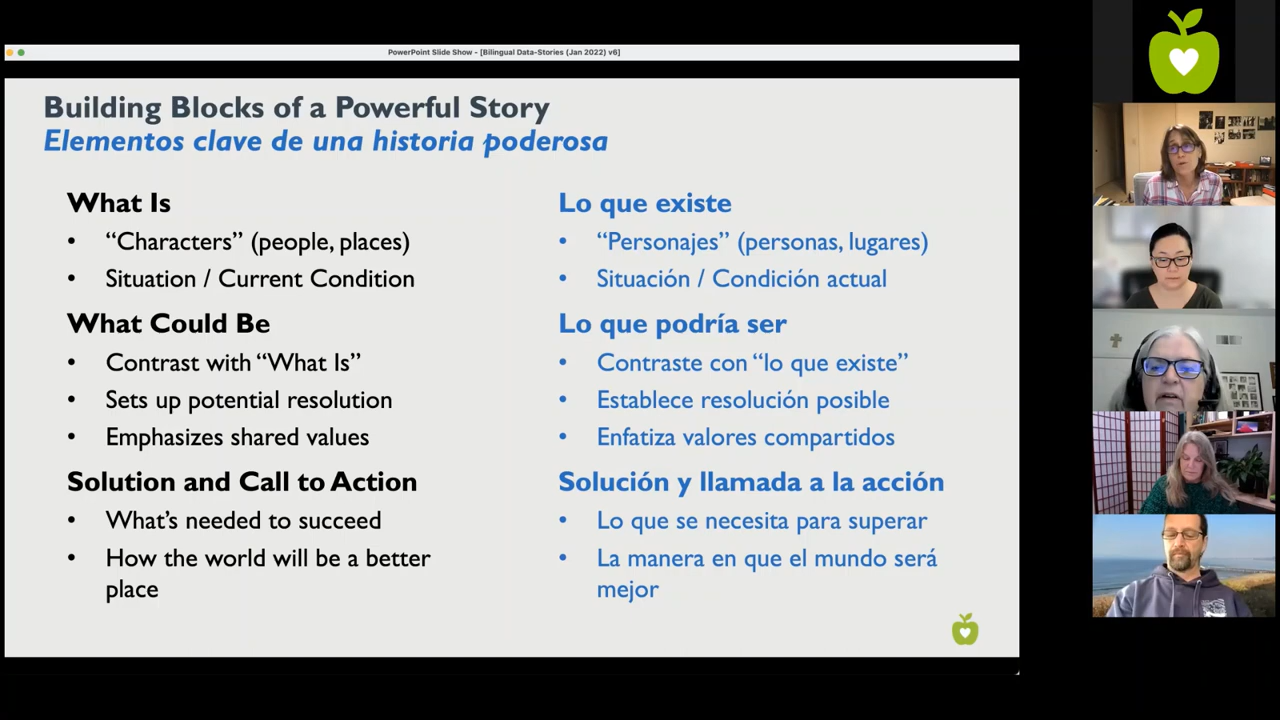 PowerPoint Slide Show - [Bilingual Data-Stories (Jan 2022) v6]
Building Blocks of a Powerful Story
Elementos clave de una historia poderosa
What Is
• “Characters” (people, places)
• Situation / Current Condition
What Could Be
• Contrast with “What Is”
• Sets up potential resolution
• Emphasizes shared values
Solution and Call to Action
• What’s needed to succeed
• How the world will be a better
place
Lo que existe
• “Personajes” (personas, lugares)
• Situación / Condición actual
Lo que podría ser
• Contraste con “lo que existe”
• Establece resolución posible
• Enfatiza valores compartidos
Solución y llamada a la acción
• Lo que se necesita para superar
• La manera en que el mundo será
mejor